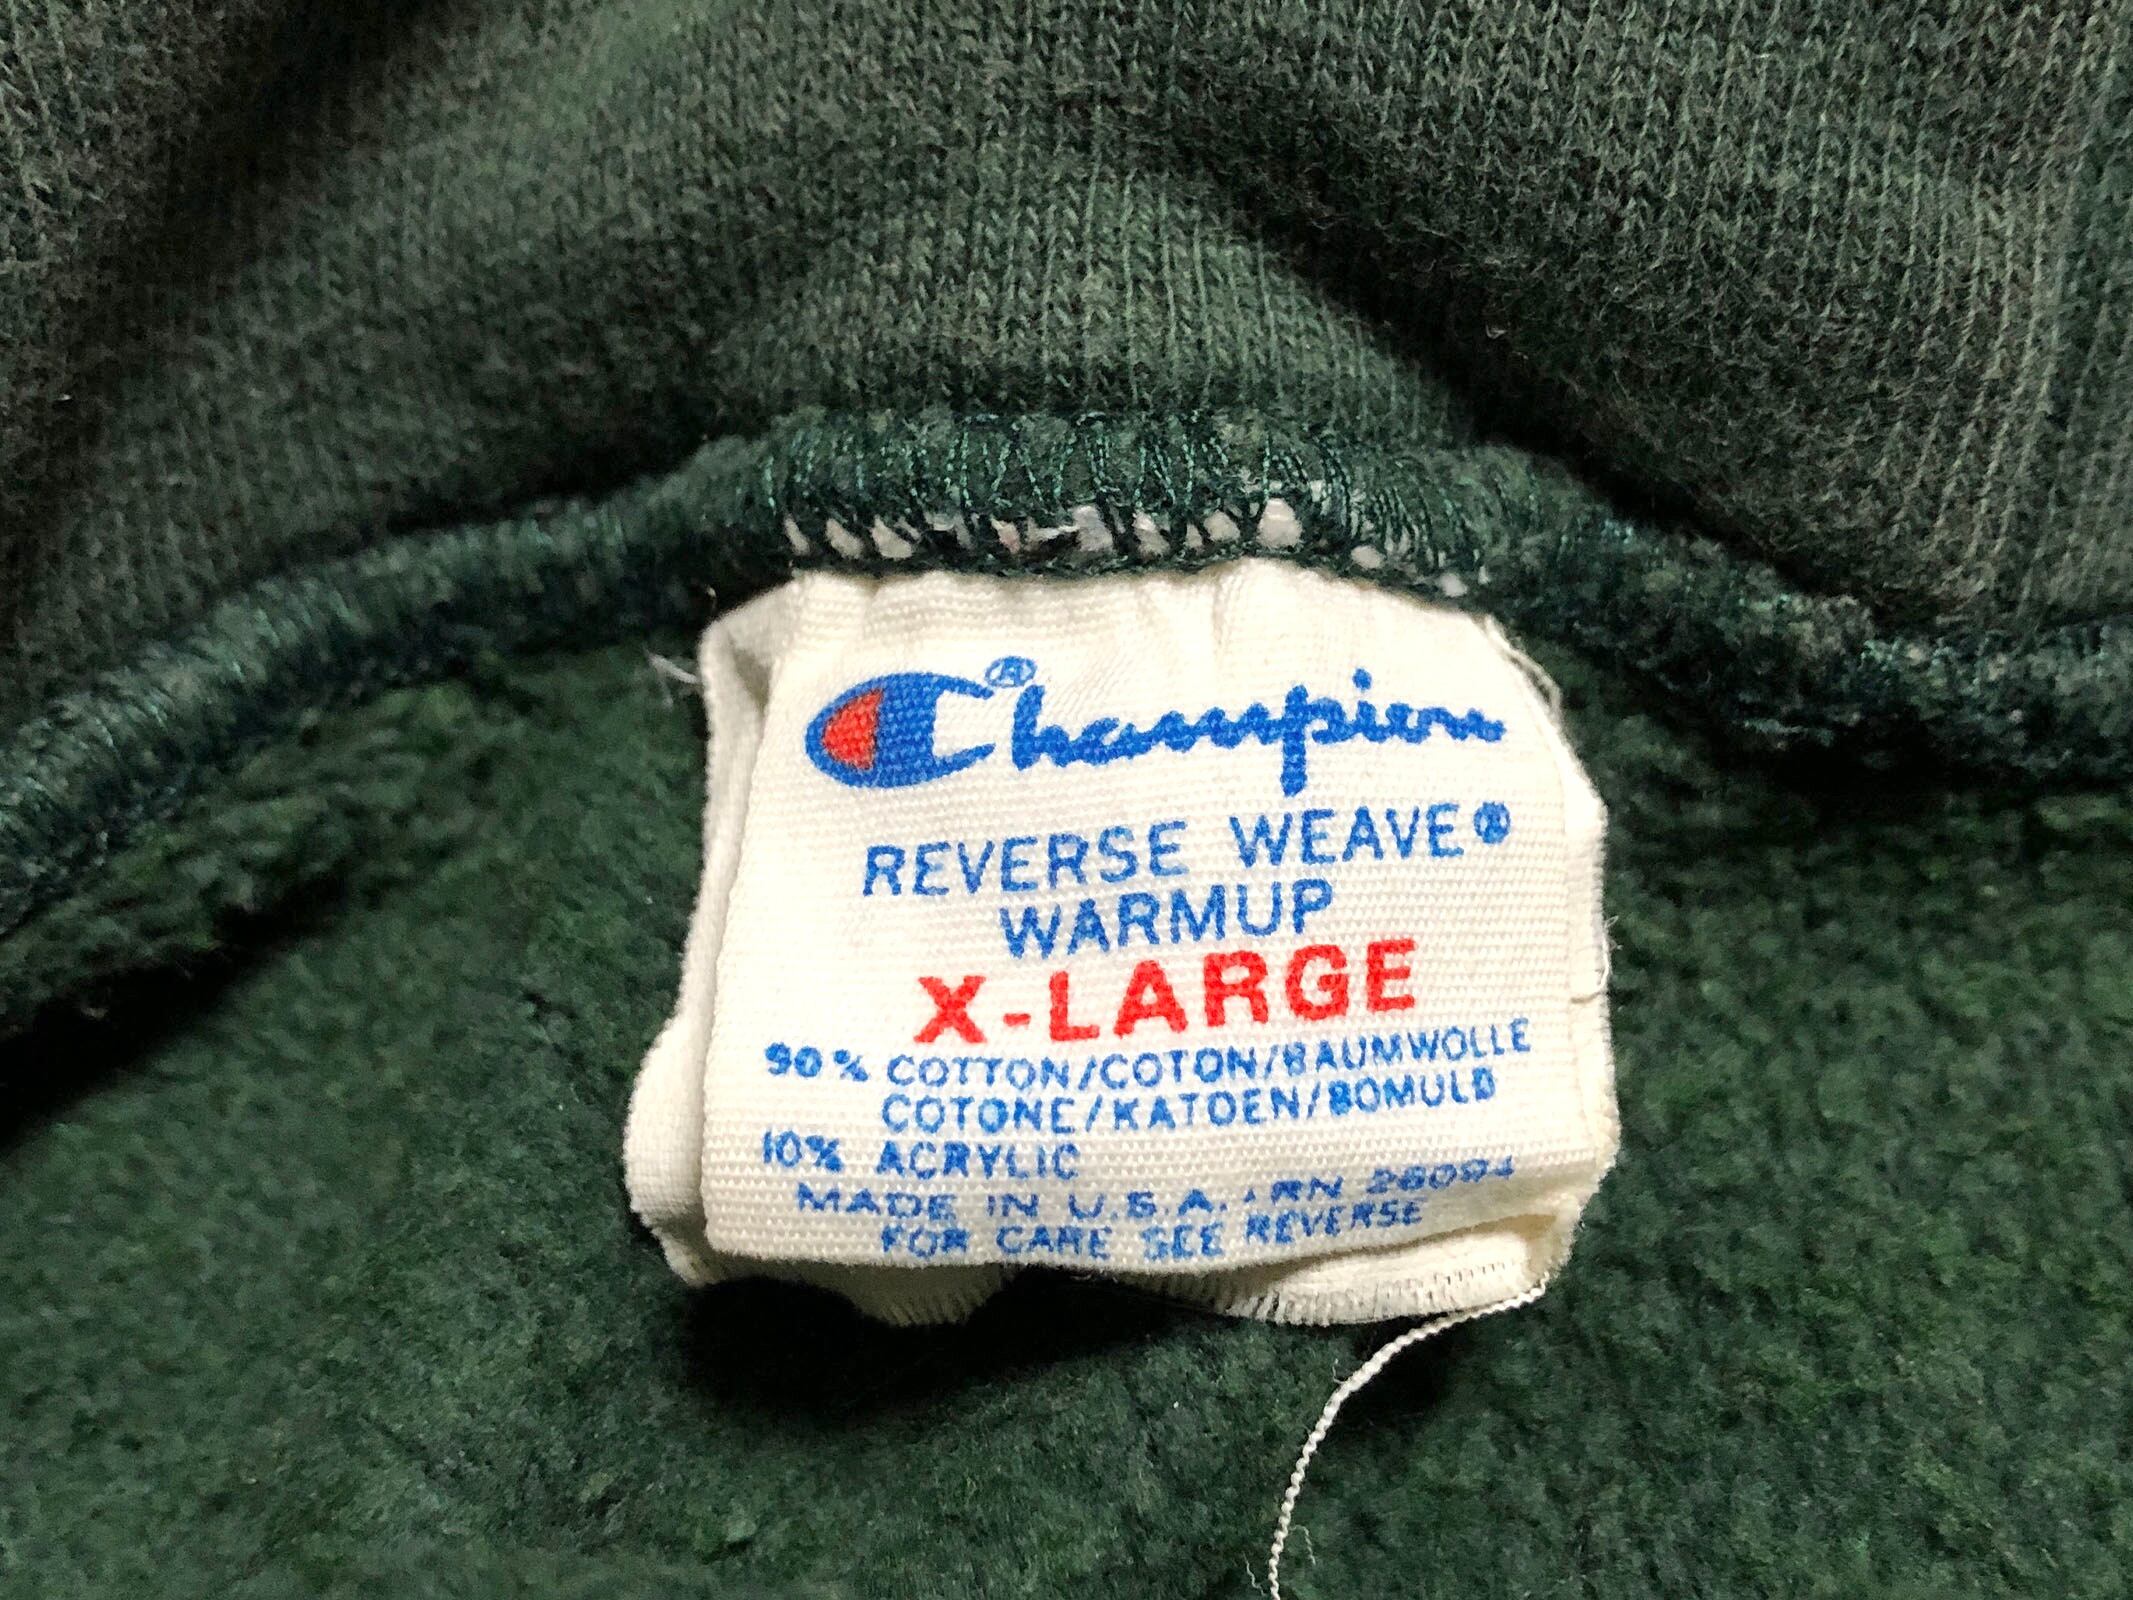 Champion®
REVERSE WEAVE®
WARMUP
X-LARGE
90% COTTON/COTON/BAUMWOLLE
COTONE/KATOEN/BOMULD
10% ACRYLIC
MADE IN U.S.A. · RN 26094
FOR CARE SEE REVERSE